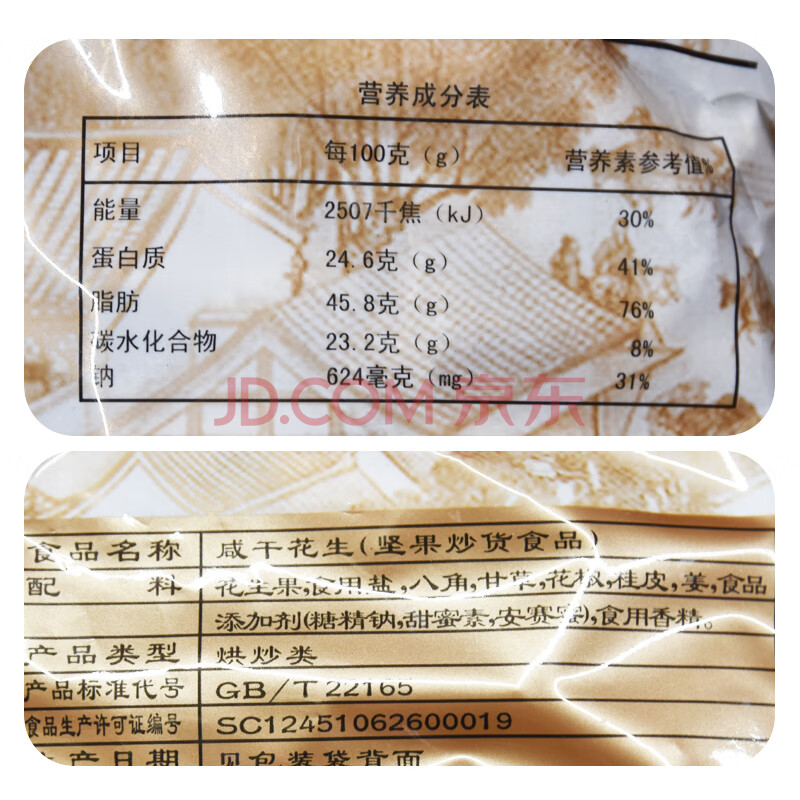 营养成分表
项目 每100克(g) 营养素参考值%
能量 2507千焦(kJ) 30%
蛋白质 24.6克(g) 41%
脂肪 45.8克(g) 76%
碳水化合物 23.2克(g) 8%
钠 624毫克(mg) 31%
JD.COM 京东
食品名称 咸干花生(坚果炒货食品)
配料 花生果,食用盐,八角,甘草,花椒,桂皮,姜,食品
添加剂(糖精钠,甜蜜素,安赛蜜),食用香精。
产品类型 烘炒类
产品标准代号 GB/T 22165
食品生产许可证编号 SC12451062600019
生产日期 见包装袋背面